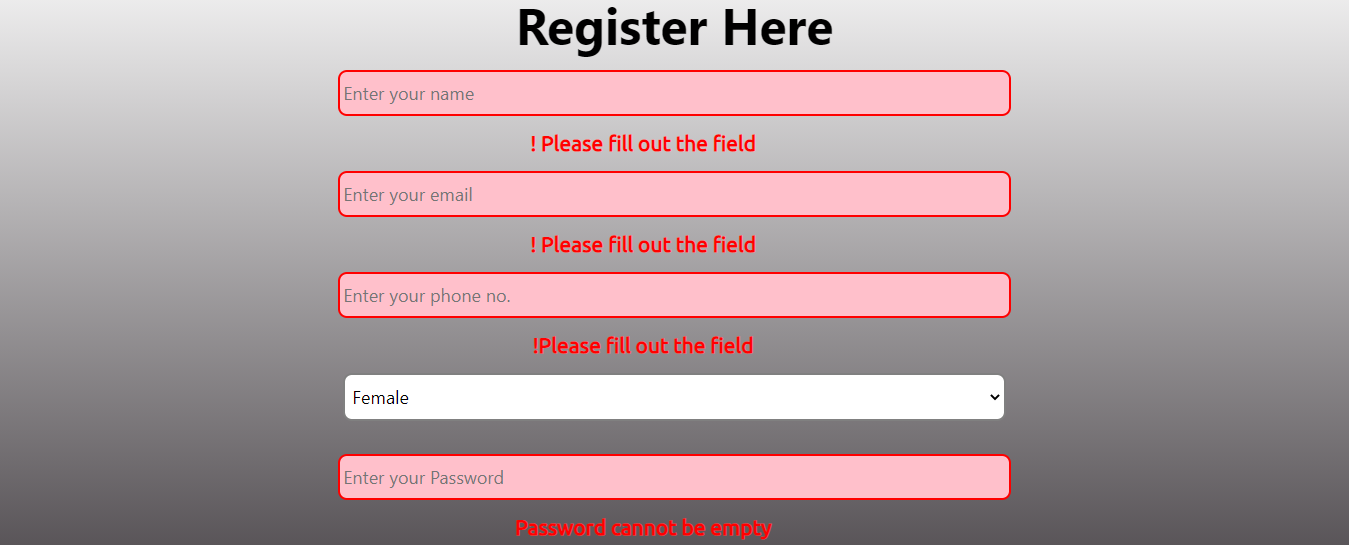 Register Here
Enter your name
! Please fill out the field
Enter your email
! Please fill out the field
Enter your phone no.
!Please fill out the field
Female
Enter your Password
Password cannot be empty